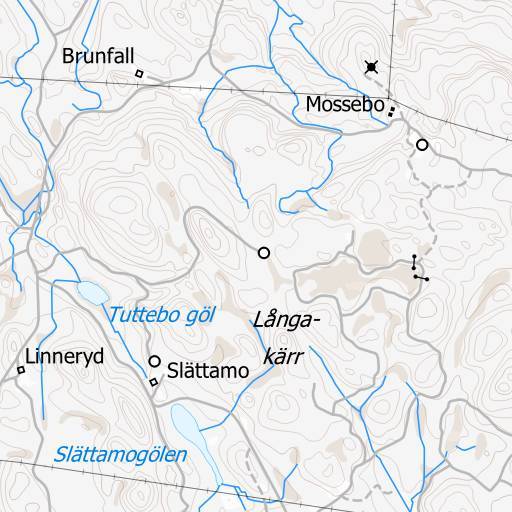 Brunfall
Mossebo
Tuttebo göl
Långa-
kärr
Linneryd
Slättamo
Slättamogölen